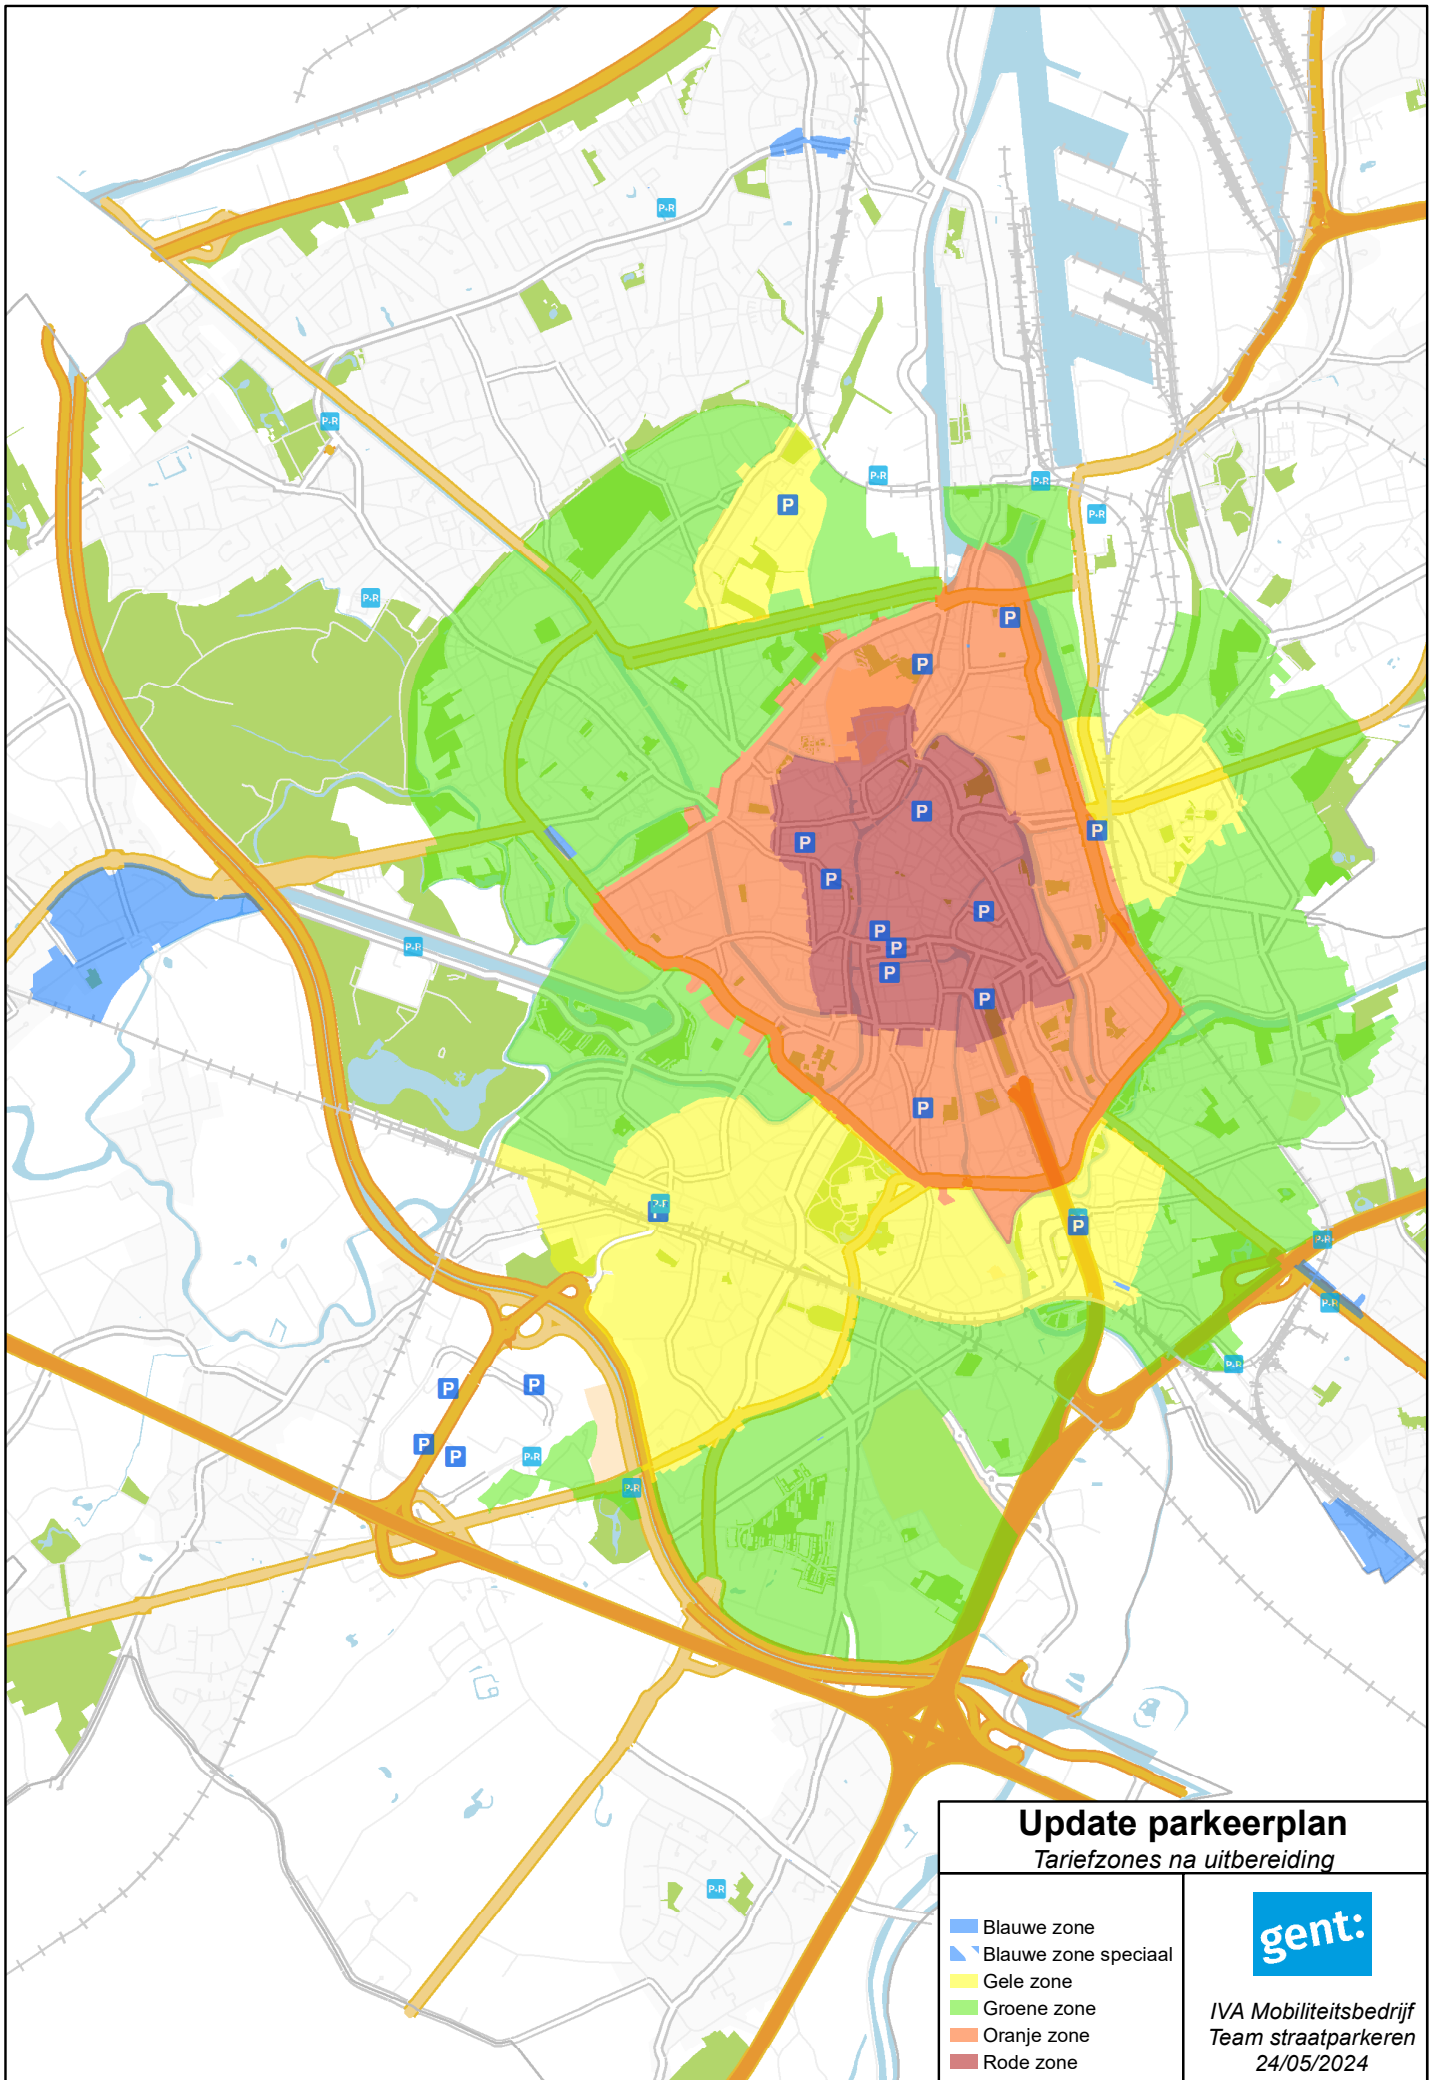 P+R
P+R
P+R
P+R
P
P+R
P+R
P
P
P
P
P
P
P
P
P
P+R
P
P
P
P
P+R
P
P
P+R
P+R
P+R
P
P
P
P
P+R
P+R
P+R
Update parkeerplan
Tariefzones na uitbereiding
Blauwe zone
Blauwe zone speciaal
Gele zone
Groene zone
Oranje zone
Rode zone
gent:
IVA Mobiliteitsbedrijf
Team straatparkeren
24/05/2024